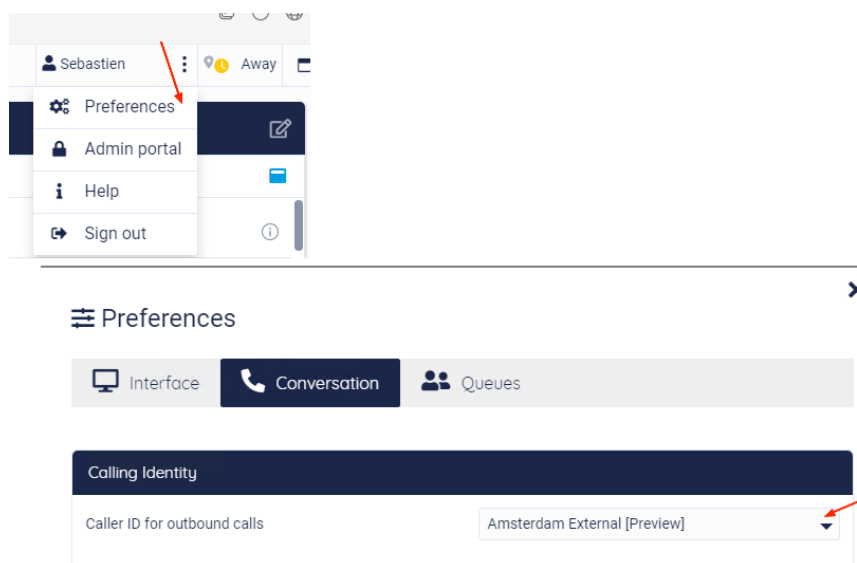 Sebastien
Away
Preferences
Admin portal
Help
Sign out
Preferences
Interface
Conversation
Queues
Calling Identity
Caller ID for outbound calls
Amsterdam External [Preview]